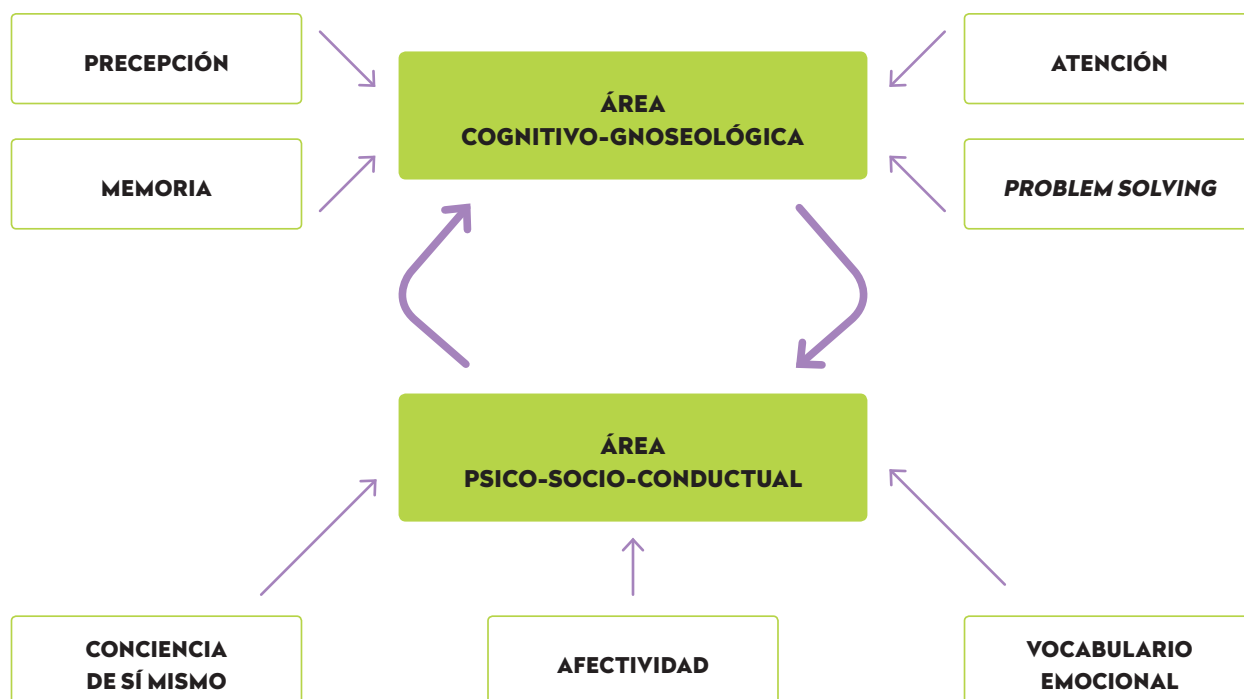 PRECEPCIÓN
ATENCIÓN
ÁREA
COGNITIVO-GNOSEOLÓGICA
MEMORIA
PROBLEM SOLVING
ÁREA
PSICO-SOCIO-CONDUCTUAL
CONCIENCIA
DE SÍ MISMO
AFECTIVIDAD
VOCABULARIO
EMOCIONAL